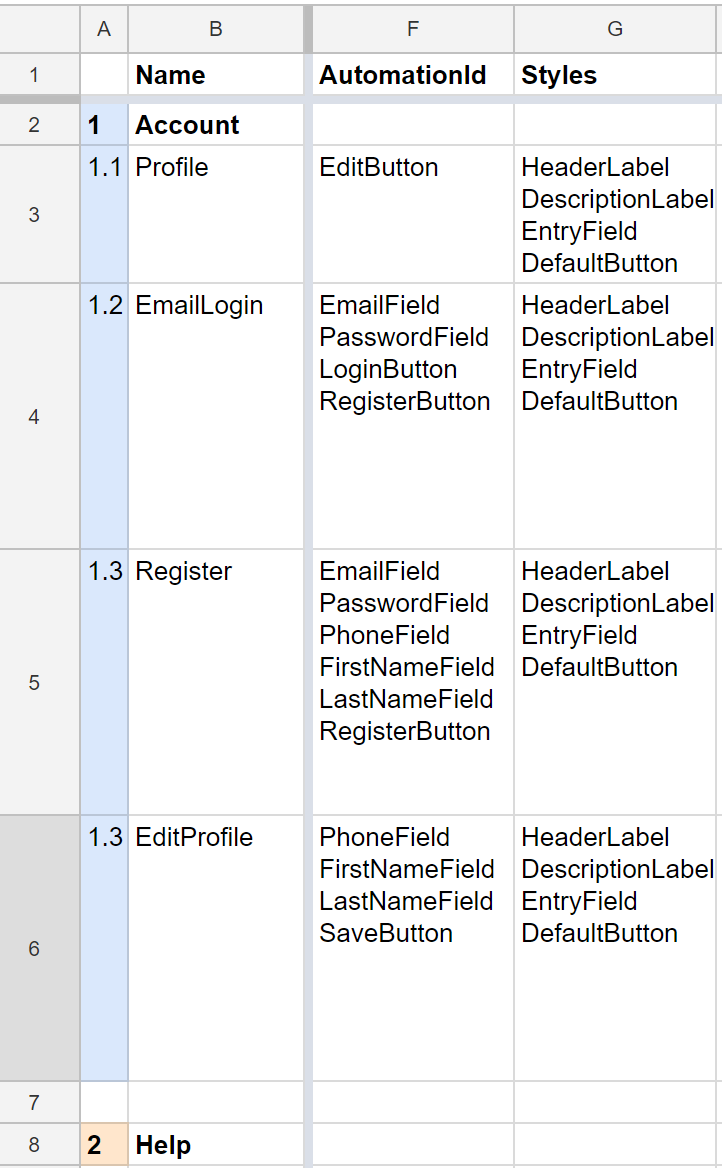 A B F G
1 Name AutomationId Styles
2 1 Account
3 1.1 Profile EditButton HeaderLabel
DescriptionLabel
EntryField
DefaultButton
4 1.2 EmailLogin EmailField HeaderLabel
PasswordField DescriptionLabel
LoginButton EntryField
RegisterButton DefaultButton
5 1.3 Register EmailField HeaderLabel
PasswordField DescriptionLabel
PhoneField EntryField
FirstNameField DefaultButton
LastNameField
RegisterButton
6 1.3 EditProfile PhoneField HeaderLabel
FirstNameField DescriptionLabel
LastNameField EntryField
SaveButton DefaultButton
7
8 2 Help